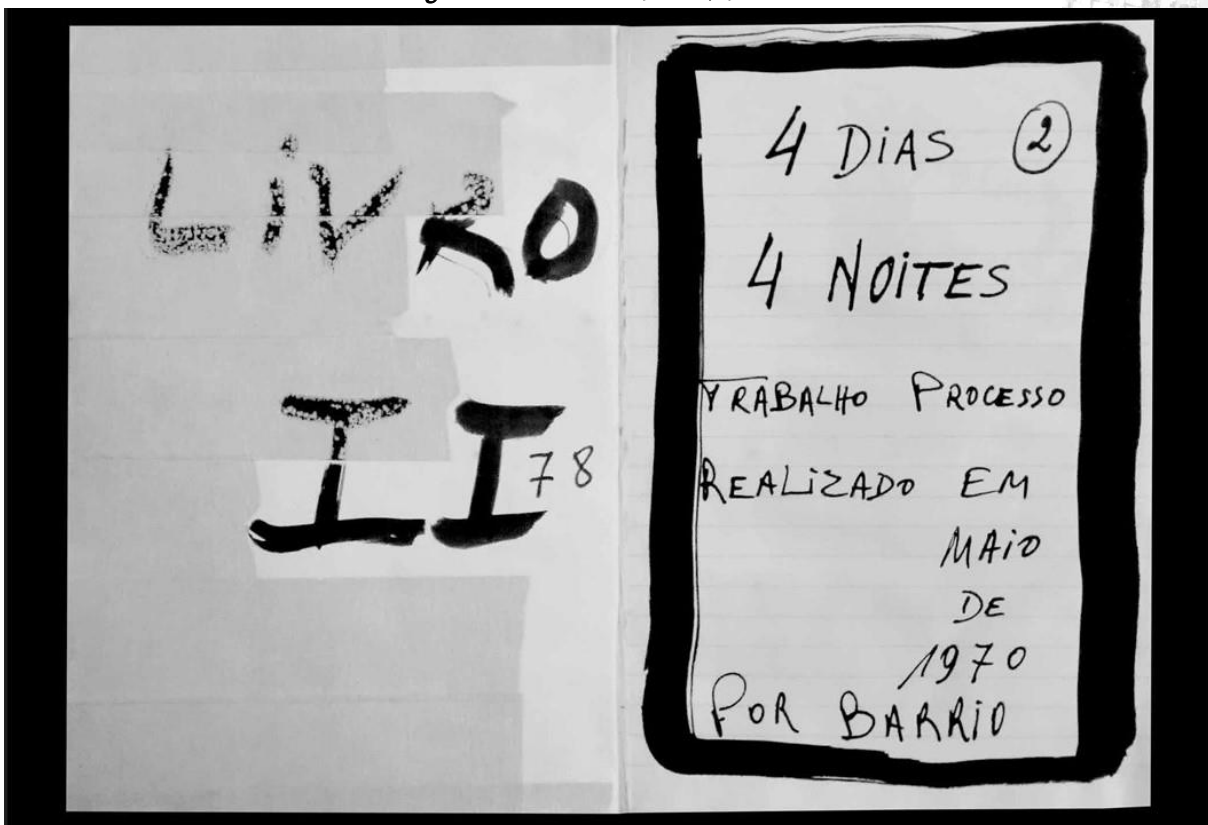 LiVRO
II
78
4 DiAS 2
4 NOiTES
TRABALHO PROCESSO
REALiZADO EM
MAiO
DE
1970
POR BARRiO